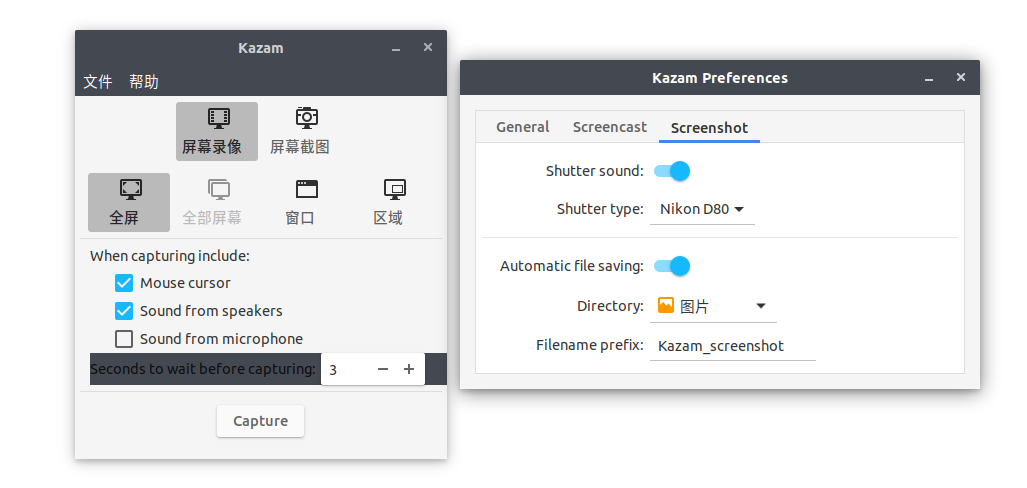 Kazam
文件 帮助
屏幕录像 屏幕截图
全屏 全部屏幕 窗口 区域
When capturing include:
Mouse cursor
Sound from speakers
Sound from microphone
Seconds to wait before capturing: 3
Capture
Kazam Preferences
General Screencast Screenshot
Shutter sound:
Shutter type: Nikon D80
Automatic file saving:
Directory: 图片
Filename prefix: Kazam_screenshot